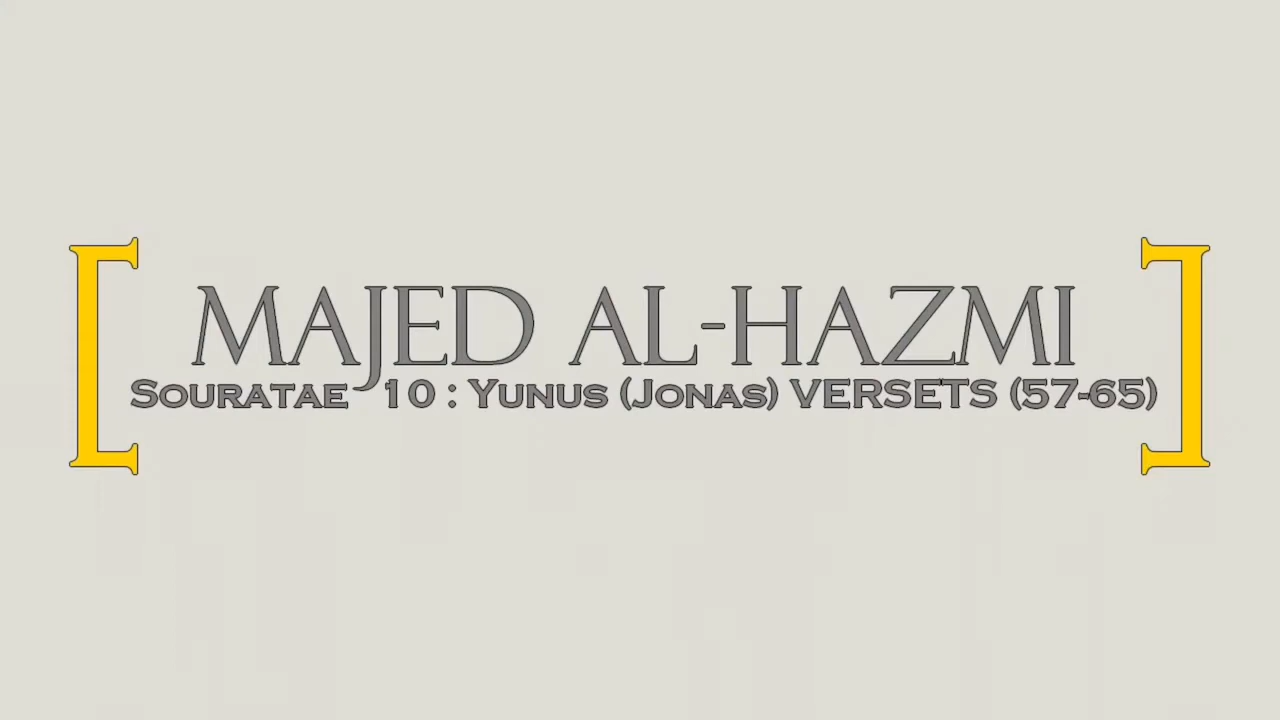 MAJED AL-HAZMI
SOURATAE 10 : YUNUS (JONAS) VERSETS (57-65)